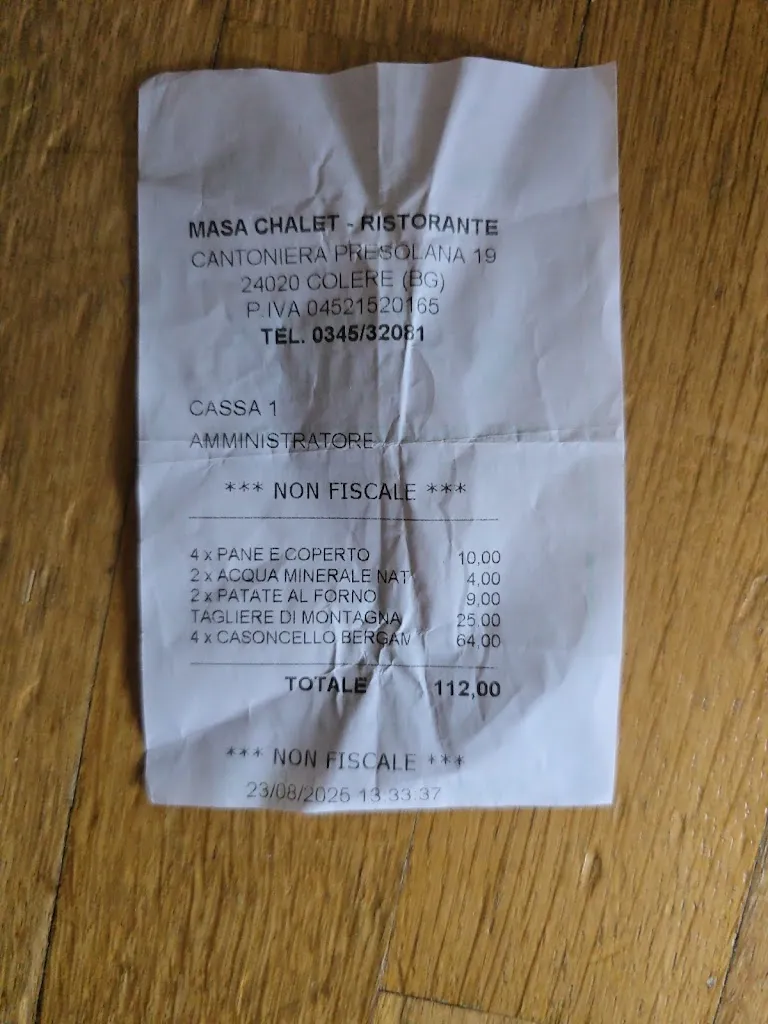 MASA CHALET - RISTORANTE
CANTONIERA PRESOLANA 19
24020 COLERE (BG)
P.IVA 04521520165
TEL. 0345/32081
CASSA 1
AMMINISTRATORE
*** NON FISCALE ***
4 x PANE E COPERTO 10,00
2 x ACQUA MINERALE NAT 4,00
2 x PATATE AL FORNO 9,00
TAGLIERE DI MONTAGNA 25,00
4 x CASONCELLO BERGAM 64,00
TOTALE 112,00
*** NON FISCALE ***
23/08/2025 13:33:37